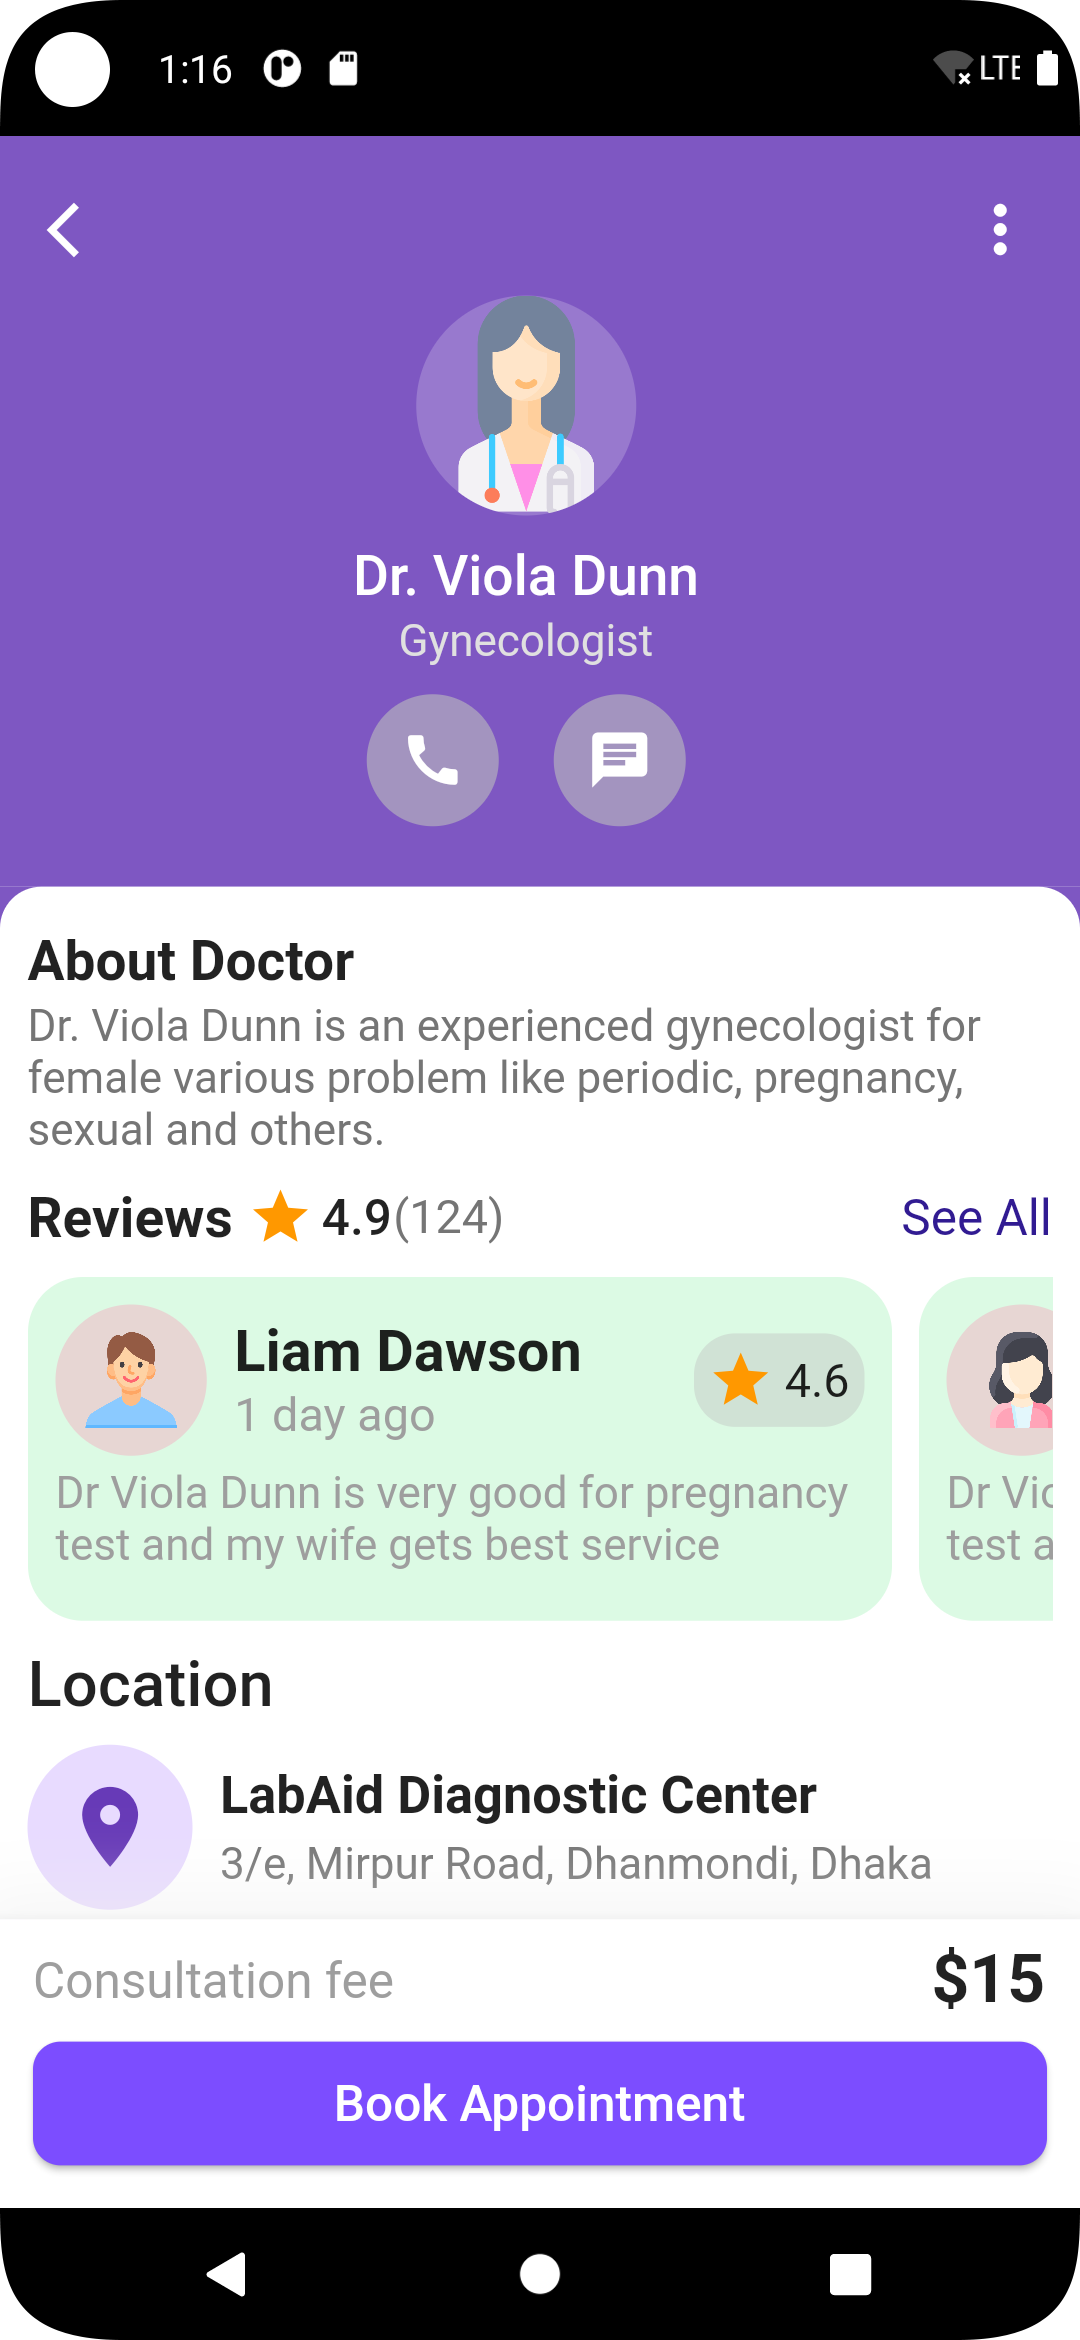 1:16
LTE
Dr. Viola Dunn
Gynecologist
About Doctor
Dr. Viola Dunn is an experienced gynecologist for
female various problem like periodic, pregnancy,
sexual and others.
Reviews 4.9(124) See All
Liam Dawson
1 day ago
4.6
Dr Viola Dunn is very good for pregnancy
test and my wife gets best service
Dr Vio
test a
Location
LabAid Diagnostic Center
3/e, Mirpur Road, Dhanmondi, Dhaka
Consultation fee $15
Book Appointment